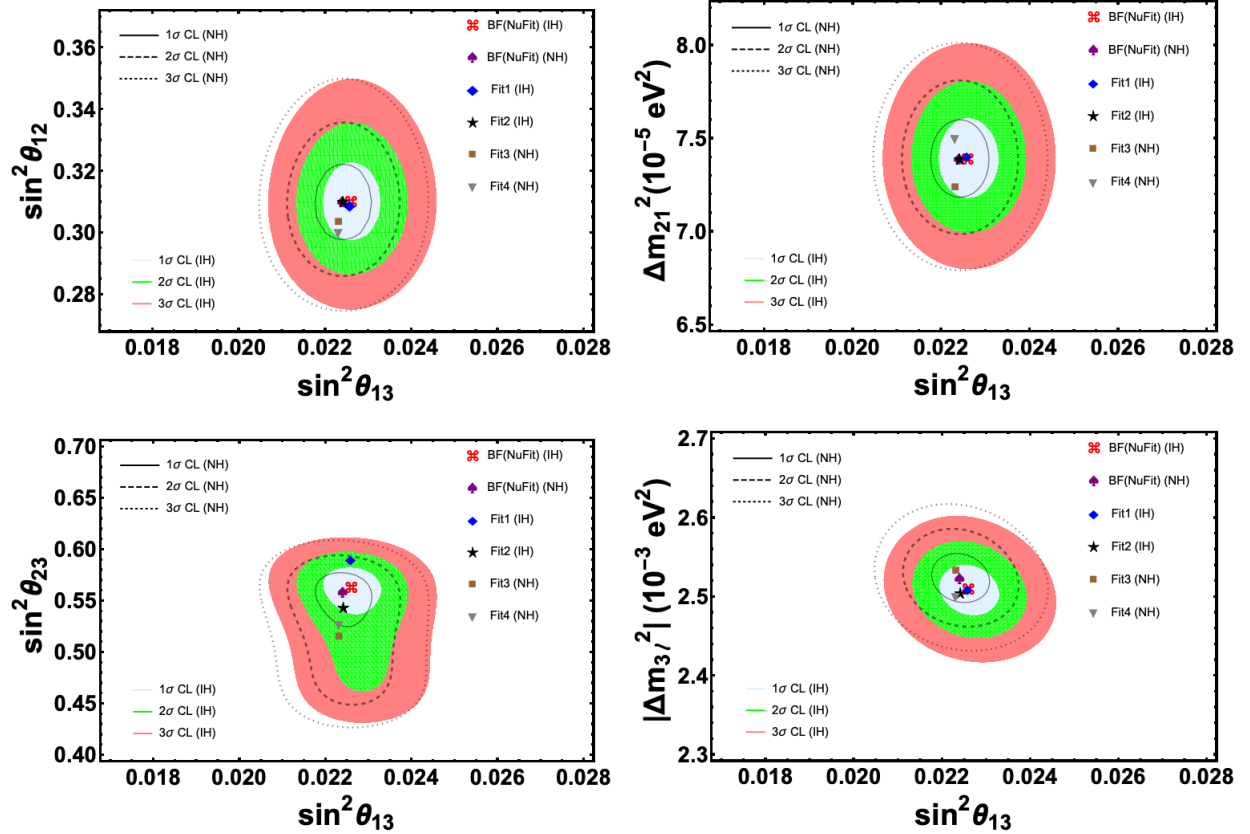 1σ CL (NH)
2σ CL (NH)
3σ CL (NH)
BF(NuFit) (IH)
BF(NuFit) (NH)
Fit1 (IH)
Fit2 (IH)
Fit3 (NH)
Fit4 (NH)
1σ CL (IH)
2σ CL (IH)
3σ CL (IH)
0.36
0.34
0.32
0.30
0.28
sin²θ₁₂
0.018 0.020 0.022 0.024 0.026 0.028
sin²θ₁₃
1σ CL (NH)
2σ CL (NH)
3σ CL (NH)
BF(NuFit) (IH)
BF(NuFit) (NH)
Fit1 (IH)
Fit2 (IH)
Fit3 (NH)
Fit4 (NH)
1σ CL (IH)
2σ CL (IH)
3σ CL (IH)
8.0
7.5
7.0
6.5
Δm₂₁² (10⁻⁵ eV²)
0.018 0.020 0.022 0.024 0.026 0.028
sin²θ₁₃
1σ CL (NH)
2σ CL (NH)
3σ CL (NH)
BF(NuFit) (IH)
BF(NuFit) (NH)
Fit1 (IH)
Fit2 (IH)
Fit3 (NH)
Fit4 (NH)
1σ CL (IH)
2σ CL (IH)
3σ CL (IH)
0.70
0.65
0.60
0.55
0.50
0.45
0.40
sin²θ₂₃
0.018 0.020 0.022 0.024 0.026 0.028
sin²θ₁₃
1σ CL (NH)
2σ CL (NH)
3σ CL (NH)
BF(NuFit) (IH)
BF(NuFit) (NH)
Fit1 (IH)
Fit2 (IH)
Fit3 (NH)
Fit4 (NH)
1σ CL (IH)
2σ CL (IH)
3σ CL (IH)
2.7
2.6
2.5
2.4
2.3
|Δm₃ℓ²| (10⁻³ eV²)
0.018 0.020 0.022 0.024 0.026 0.028
sin²θ₁₃